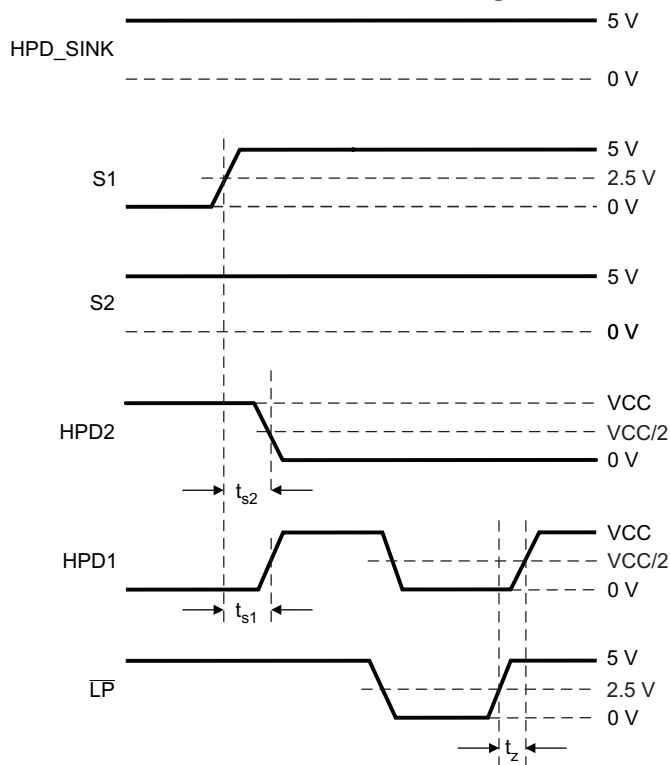 5 V
HPD_SINK
0 V
5 V
S1
2.5 V
0 V
5 V
S2
0 V
VCC
HPD2
VCC/2
0 V
ts2
VCC
HPD1
VCC/2
0 V
ts1
5 V
L̅P̅
2.5 V
0 V
tz